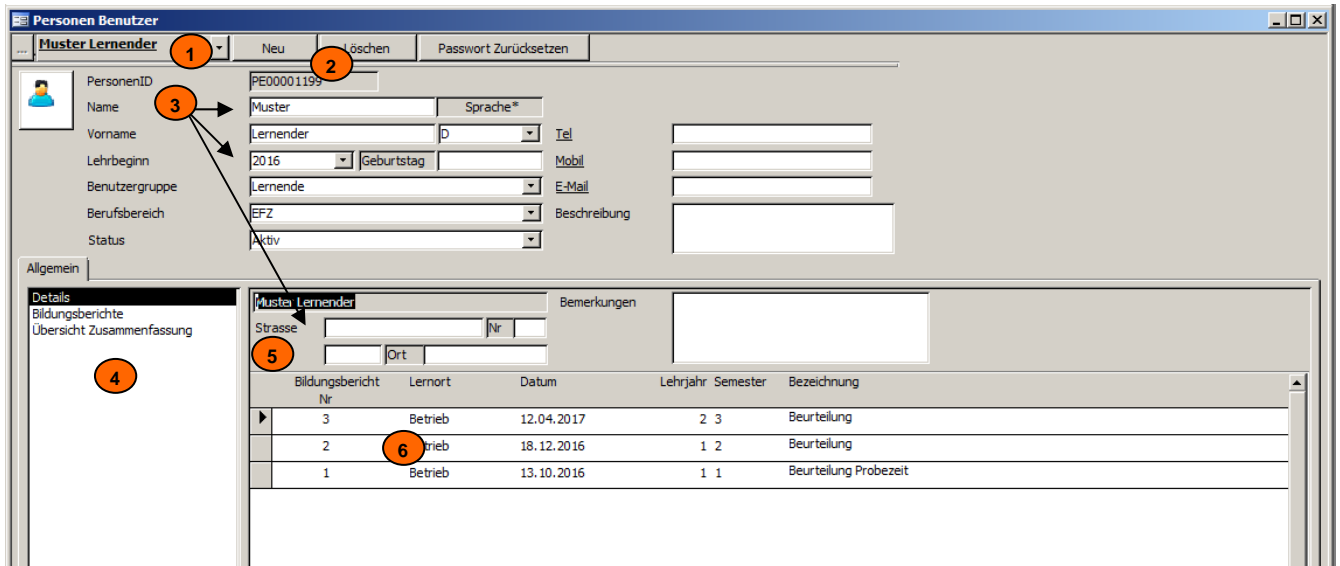 Personen Benutzer
... Muster Lernender 1 Neu Löschen Passwort Zurücksetzen
2
PersonenID PE00001199
Name 3 Muster Sprache*
Vorname Lernender D Tel
Lehrbeginn 2016 Geburtstag Mobil
Benutzergruppe Lernende E-Mail
Berufsbereich EFZ Beschreibung
Status Aktiv
Allgemein
Details
Bildungsberichte
Übersicht Zusammenfassung
4
Muster Lernender Bemerkungen
Strasse Nr
5 Ort
Bildungsbericht Nr Lernort Datum Lehrjahr Semester Bezeichnung
3 Betrieb 12.04.2017 2 3 Beurteilung
2 6 trieb 18.12.2016 1 2 Beurteilung
1 Betrieb 13.10.2016 1 1 Beurteilung Probezeit